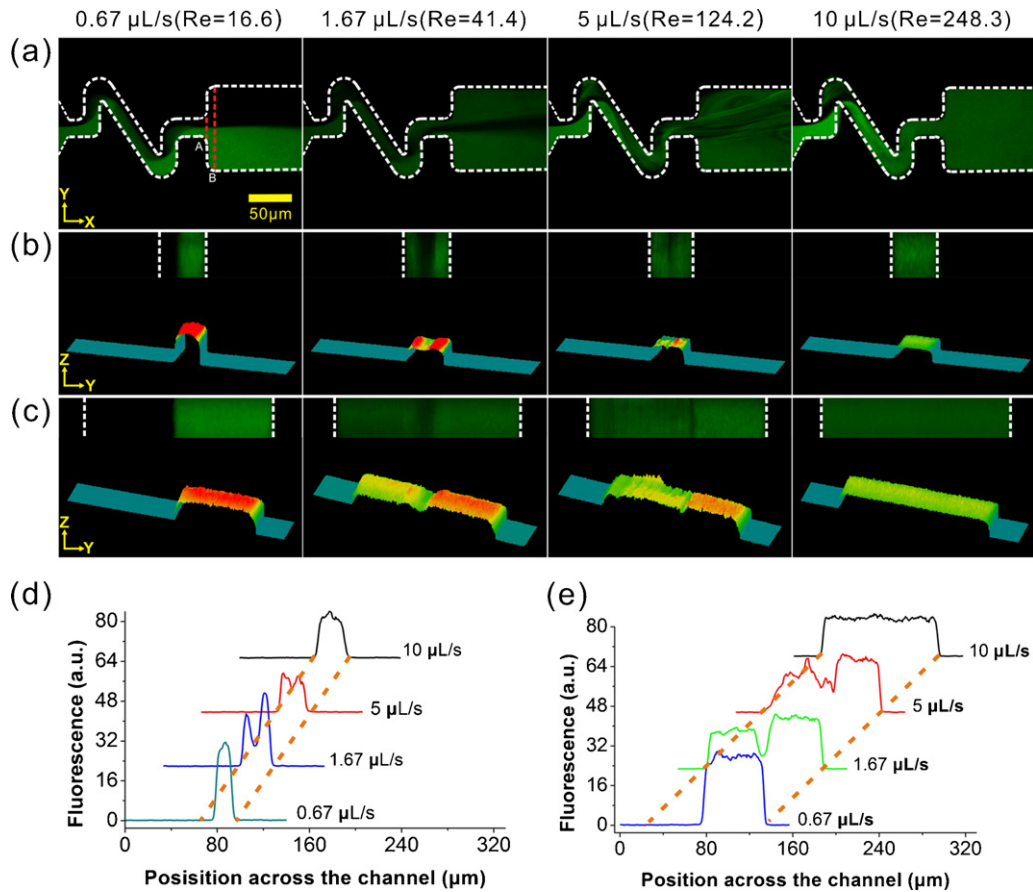 0.67 µL/s(Re=16.6) 1.67 µL/s(Re=41.4) 5 µL/s(Re=124.2) 10 µL/s(Re=248.3)
(a)
A
B
Y
X
50µm
(b)
Z
Y
(c)
Z
Y
(d)
Fluorescence (a.u.)
80
64
48
32
16
0
10 µL/s
5 µL/s
1.67 µL/s
0.67 µL/s
0 80 160 240 320
Posisition across the channel (µm)
(e)
Fluorescence (a.u.)
80
64
48
32
16
0
10 µL/s
5 µL/s
1.67 µL/s
0.67 µL/s
0 80 160 240 320
Position across the channel (µm)